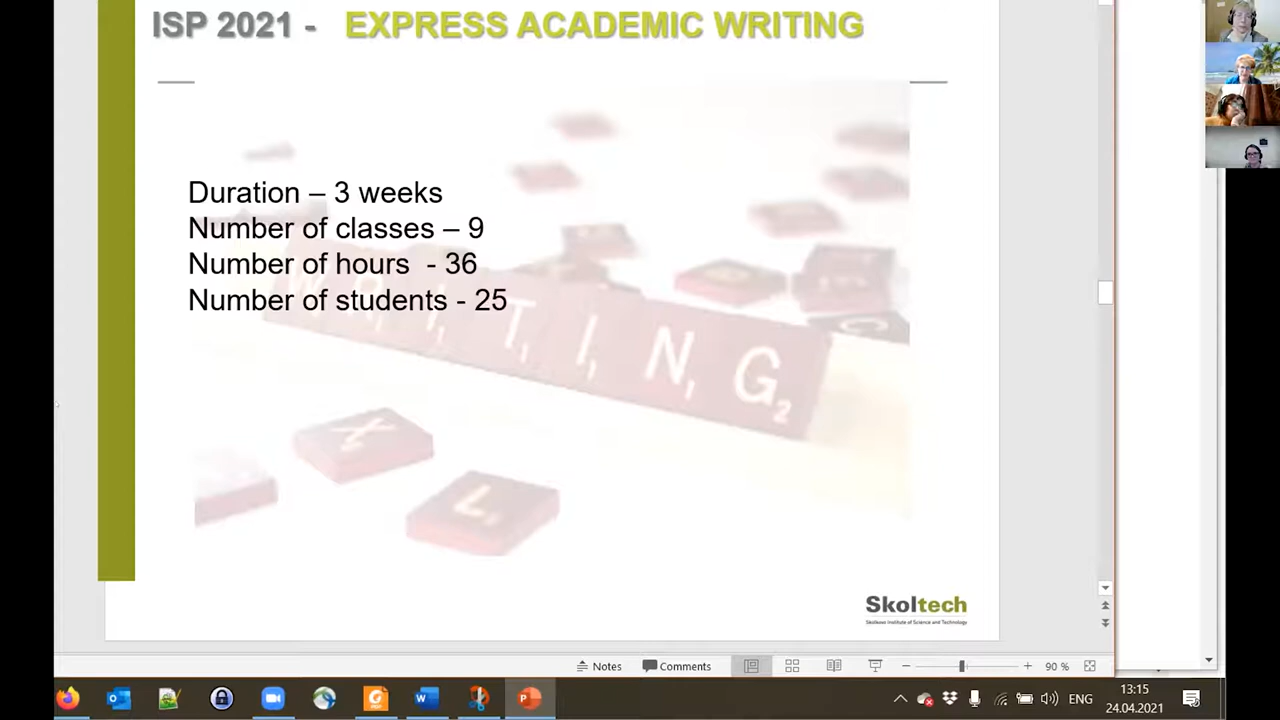 ISP 2021 - EXPRESS ACADEMIC WRITING
Duration – 3 weeks
Number of classes – 9
Number of hours - 36
Number of students - 25
WRITING
X
L
C
Skoltech
Skolkovo Institute of Science and Technology
Notes
Comments
90 %
ENG
13:15
24.04.2021